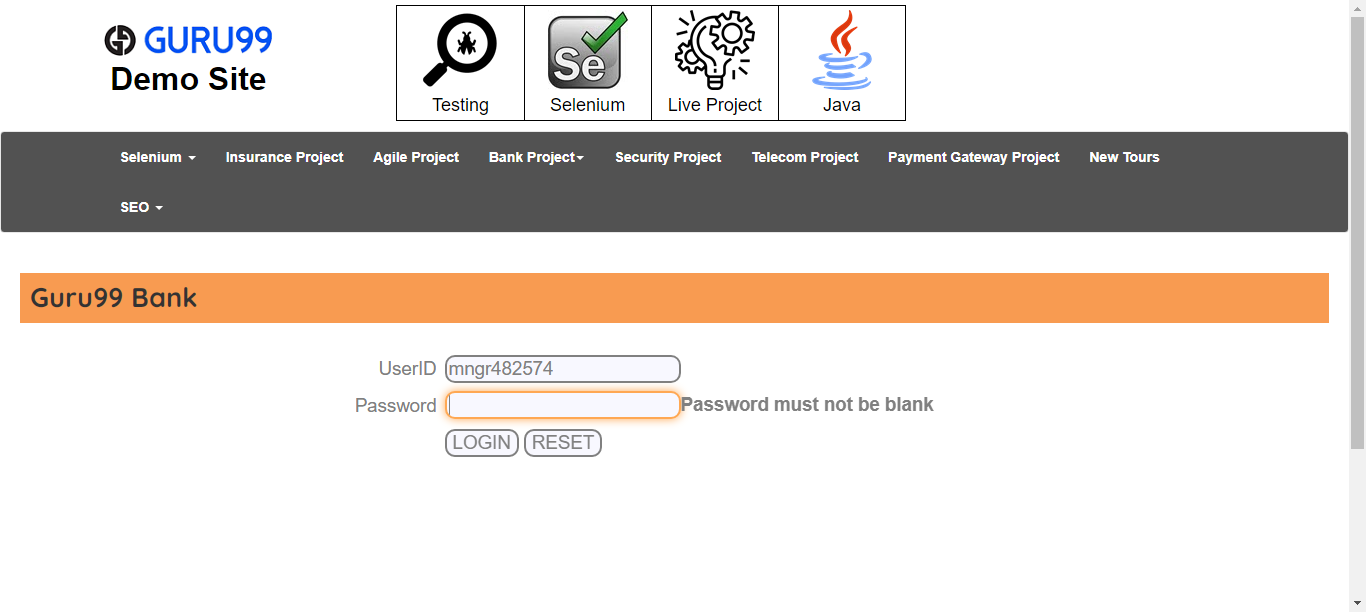 GURU99
Demo Site
Se
Testing
Selenium
Live Project
Java
Selenium
Insurance Project
Agile Project
Bank Project
Security Project
Telecom Project
Payment Gateway Project
New Tours
SEO
Guru99 Bank
UserID mngr482574
Password Password must not be blank
LOGIN RESET